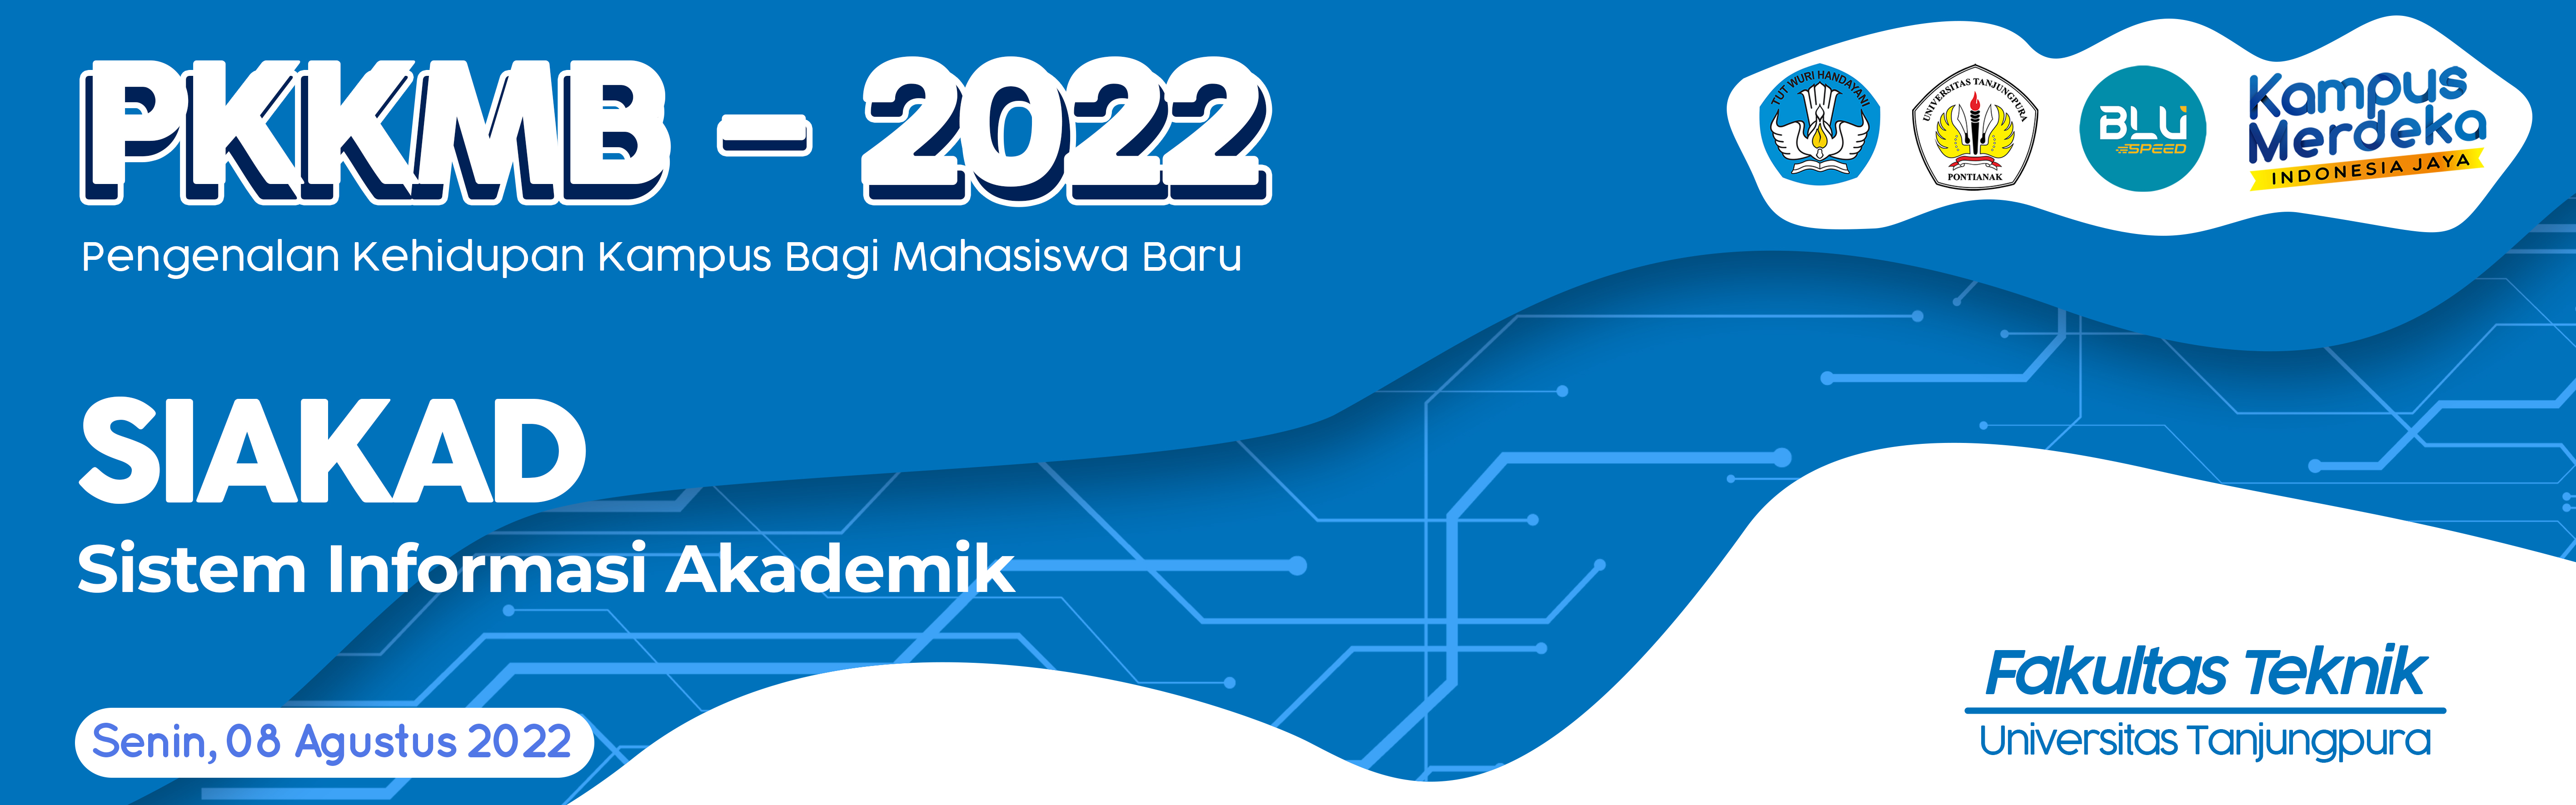 PKKMB - 2022
Pengenalan Kehidupan Kampus Bagi Mahasiswa Baru
TUT WURI HANDAYANI
UNIVERSITAS TANJUNGPURA
PONTIANAK
BLU
SPEED
Kampus
Merdeka
INDONESIA JAYA
SIAKAD
Sistem Informasi Akademik
Senin, 08 Agustus 2022
Fakultas Teknik
Universitas Tanjungpura